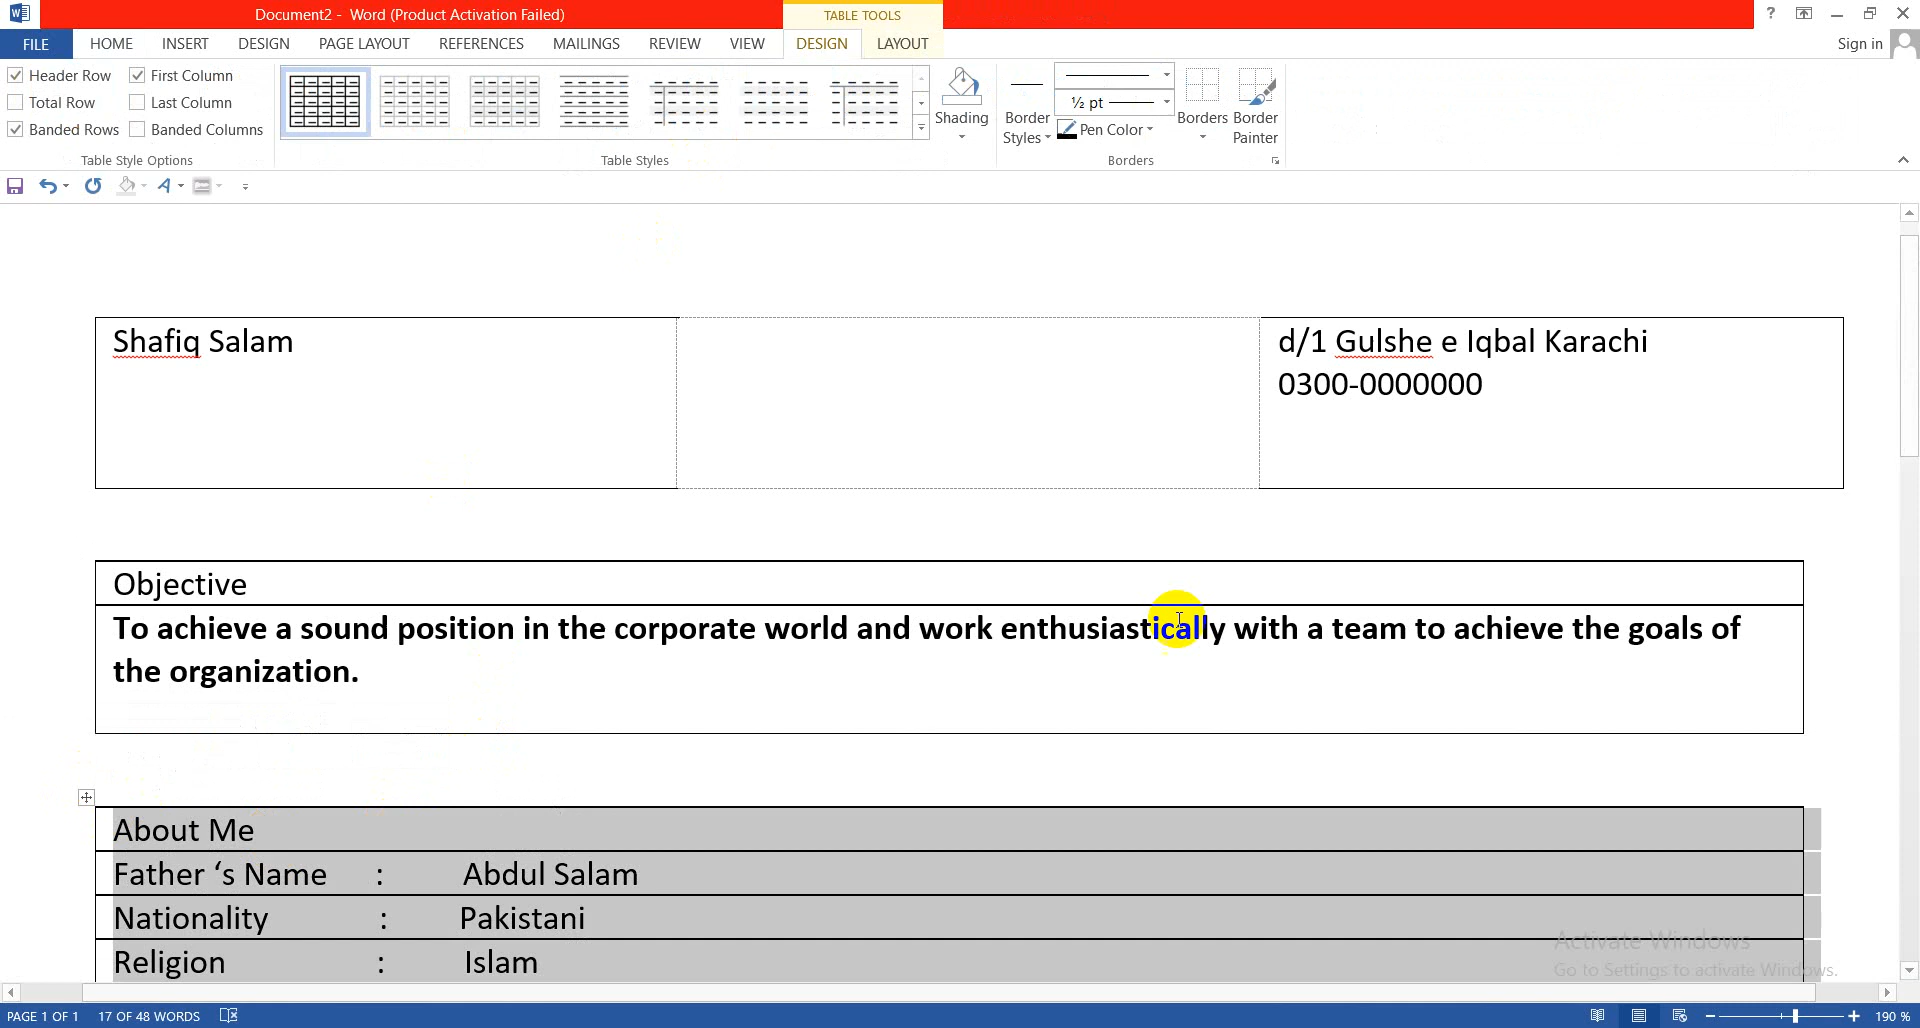 Document2 - Word (Product Activation Failed)
TABLE TOOLS
?
FILE
HOME
INSERT
DESIGN
PAGE LAYOUT
REFERENCES
MAILINGS
REVIEW
VIEW
DESIGN
LAYOUT
Sign in
Header Row
First Column
Total Row
Last Column
Banded Rows
Banded Columns
Table Style Options
Table Styles
Shading
Border
Styles
½ pt
Pen Color
Borders
Border
Painter
Borders
Shafiq Salam
d/1 Gulshe e Iqbal Karachi
0300-0000000
Objective
To achieve a sound position in the corporate world and work enthusiastically with a team to achieve the goals of
the organization.
About Me
Father ‘s Name : Abdul Salam
Nationality : Pakistani
Religion : Islam
Activate Windows
Go to Settings to activate Windows.
PAGE 1 OF 1
17 OF 48 WORDS
190 %